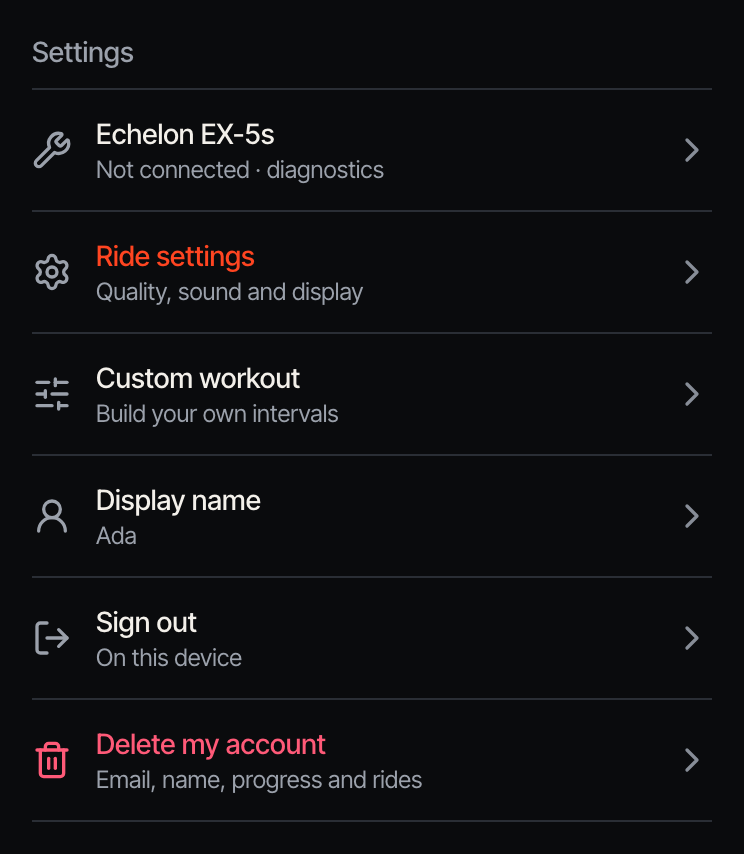 Settings
Echelon EX-5s
Not connected · diagnostics
Ride settings
Quality, sound and display
Custom workout
Build your own intervals
Display name
Ada
Sign out
On this device
Delete my account
Email, name, progress and rides